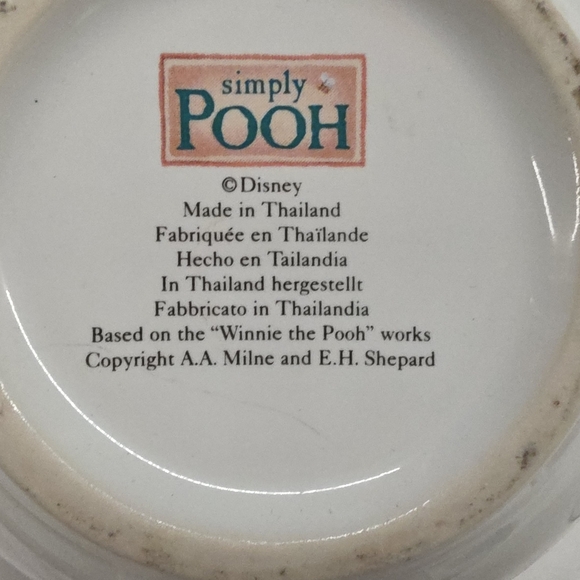 simply
POOH
©Disney
Made in Thailand
Fabriquée en Thaïlande
Hecho en Tailandia
In Thailand hergestellt
Fabbricato in Thailandia
Based on the “Winnie the Pooh” works
Copyright A.A. Milne and E.H. Shepard